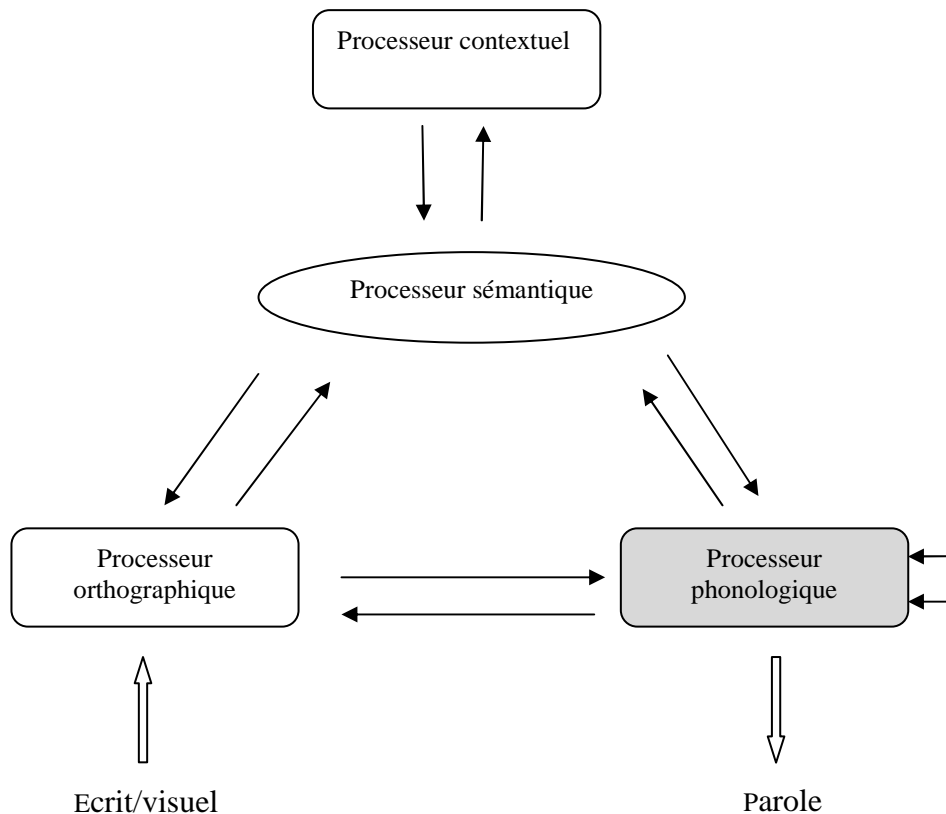 Processeur contextuel
Processeur sémantique
Processeur
orthographique
Processeur
phonologique
Ecrit/visuel
Parole